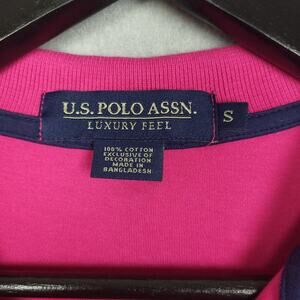 U.S. POLO ASSN.
LUXURY FEEL
S
100% COTTON
EXCLUSIVE OF
DECORATION
MADE IN
BANGLADESH